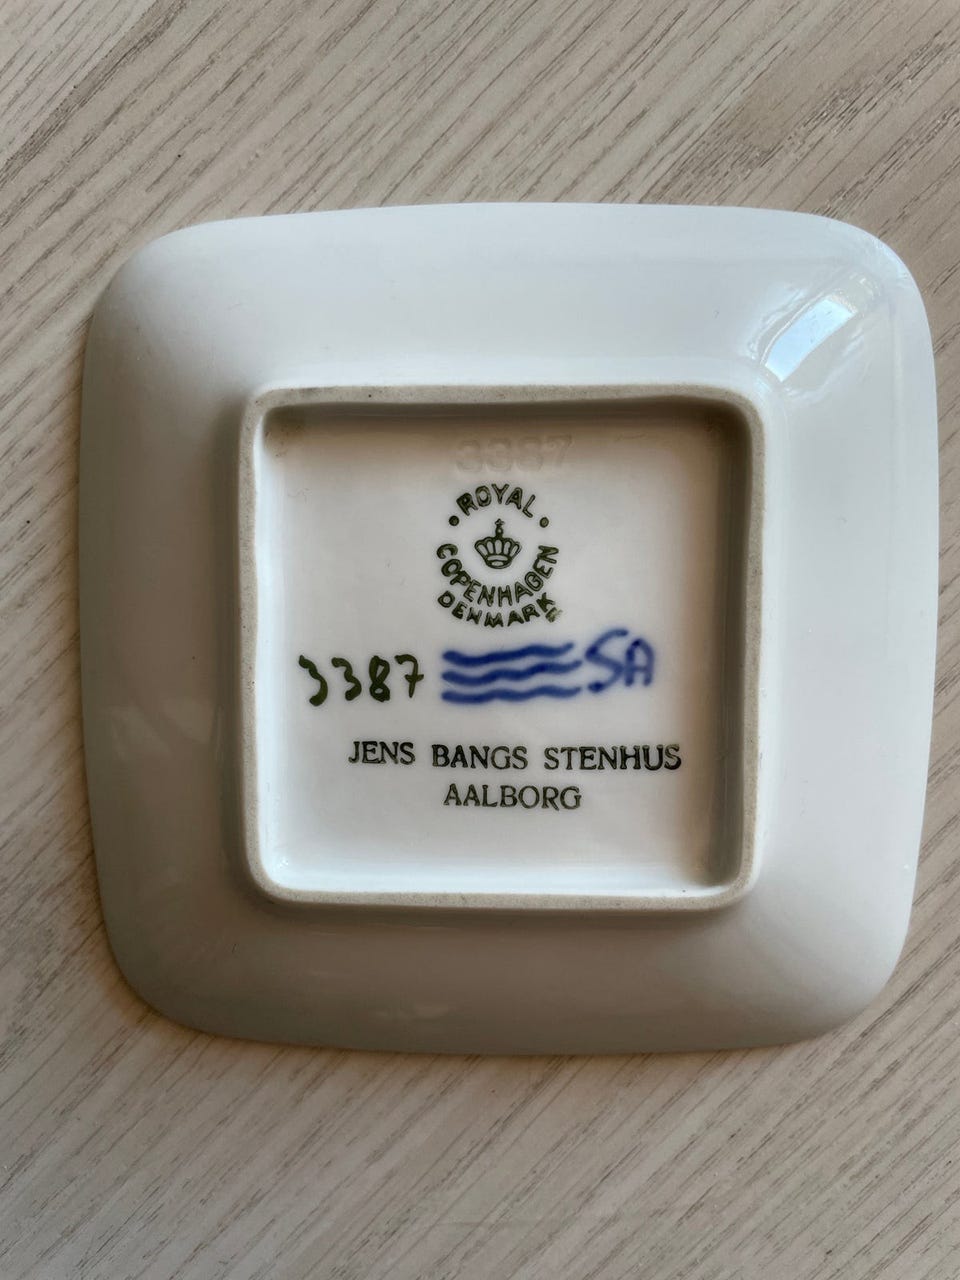 3387
ROYAL
COPENHAGEN
DENMARK
3387 SA
JENS BANGS STENHUS
AALBORG